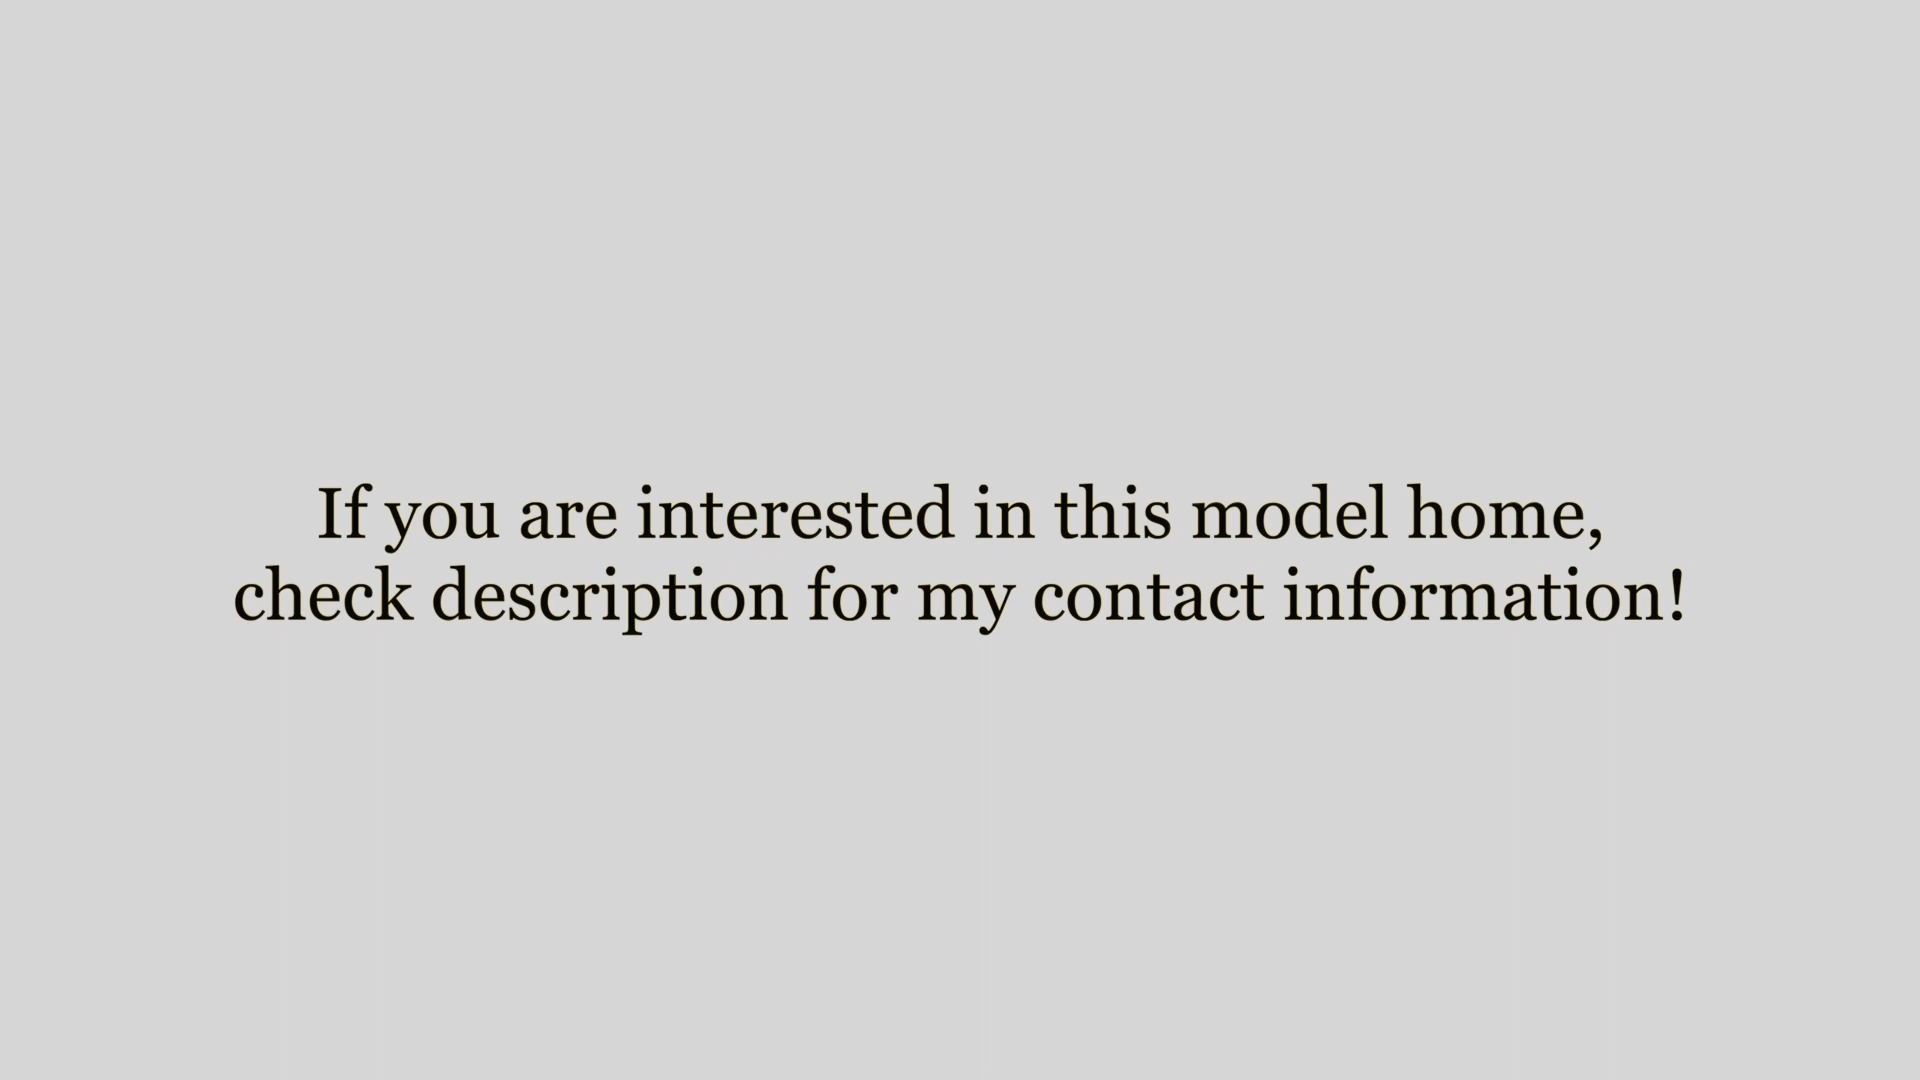 If you are interested in this model home,
check description for my contact information!